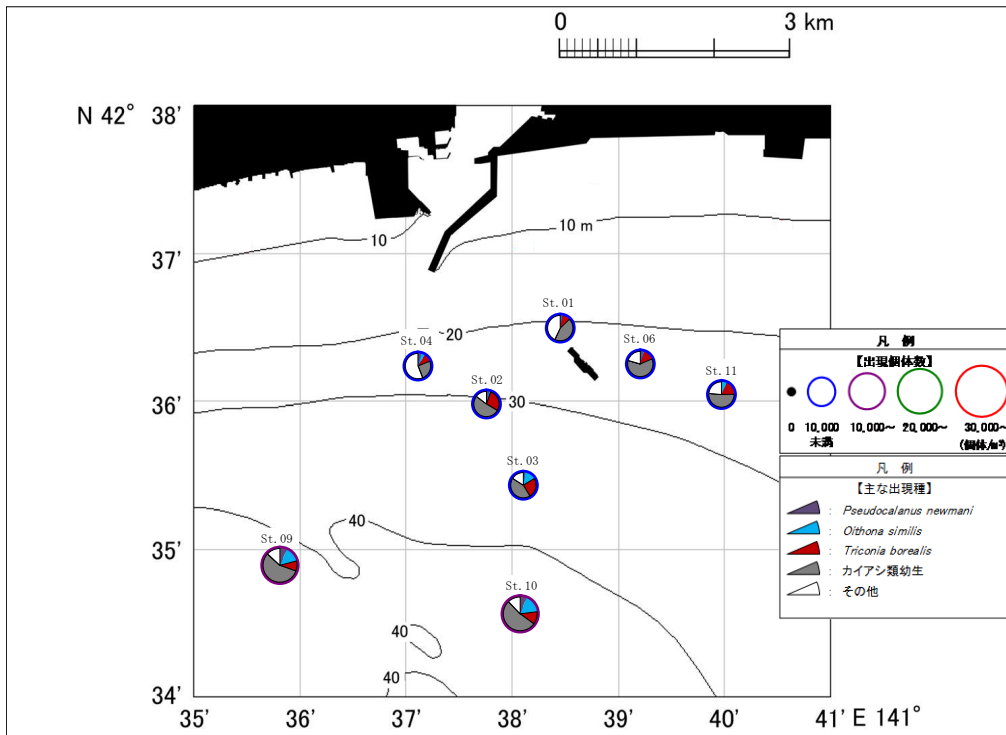 0 3 km
N 42° 38'
10
10 m
37'
St.01
20
St.04
St.06
St.02
St.11
36'
30
St.03
40
St.09
35'
St.10
40
40
34'
35' 36' 37' 38' 39' 40' 41' E 141°
凡 例
【出現個体数】
0 10,000 10,000～ 20,000～ 30,000～
未満 (個体/m³)
凡 例
【主な出現種】
: Pseudocalanus newmani
: Oithona similis
: Triconia borealis
: カイアシ類幼生
: その他